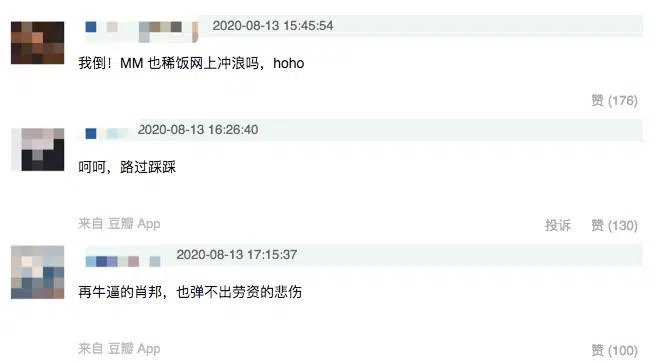 2020-08-13 15:45:54
我倒！MM 也稀饭网上冲浪吗，hoho
赞 (176)
2020-08-13 16:26:40
呵呵，路过踩踩
来自 豆瓣 App 投诉 赞 (130)
2020-08-13 17:15:37
再牛逼的肖邦，也弹不出劳资的悲伤
来自 豆瓣 App 赞 (100)